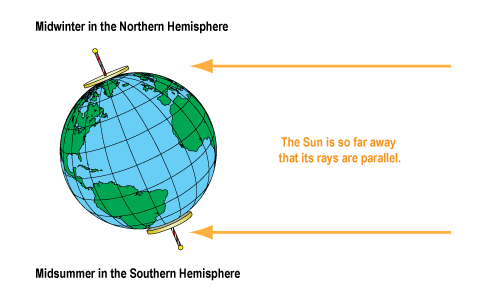 Midwinter in the Northern Hemisphere
The Sun is so far away
that its rays are parallel.
Midsummer in the Southern Hemisphere